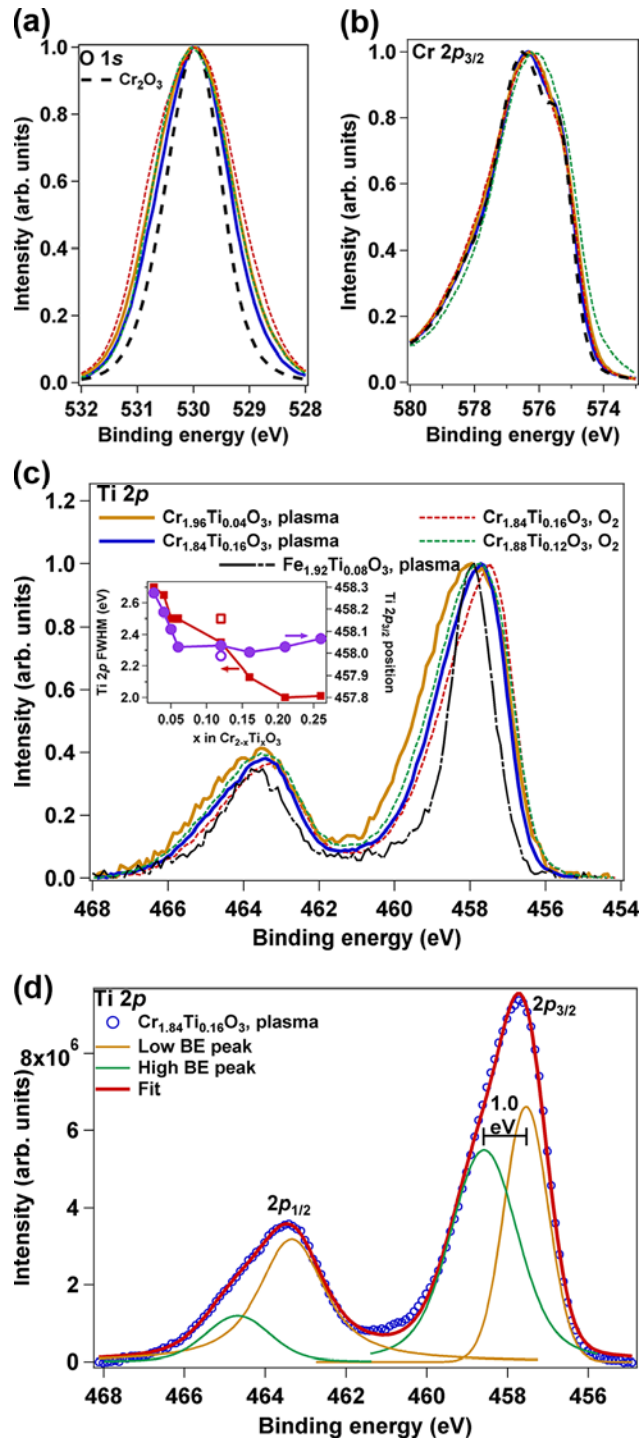 (a)
O 1s
Cr2O3
Intensity (arb. units)
1.0
0.8
0.6
0.4
0.2
0.0
532 531 530 529 528
Binding energy (eV)
(b)
Cr 2p3/2
Intensity (arb. units)
1.0
0.8
0.6
0.4
0.2
0.0
580 578 576 574
Binding energy (eV)
(c)
Ti 2p
Cr1.96Ti0.04O3, plasma
Cr1.84Ti0.16O3, O2
Cr1.84Ti0.16O3, plasma
Cr1.88Ti0.12O3, O2
Fe1.92Ti0.08O3, plasma
Intensity (arb. units)
1.2
1.0
0.8
0.6
0.4
0.2
0.0
Ti 2p FWHM (eV)
2.6
2.4
2.2
2.0
458.3
458.2
458.1
458.0
457.9
457.8
Ti 2p3/2 position
0.05 0.10 0.15 0.20 0.25
x in Cr2-xTixO3
468 466 464 462 460 458 456 454
Binding energy (eV)
(d)
Ti 2p
Cr1.84Ti0.16O3, plasma
Low BE peak
High BE peak
Fit
2p3/2
1.0
eV
2p1/2
Intensity (arb. units)
8x10^6
6
4
2
0
468 466 464 462 460 458 456
Binding energy (eV)